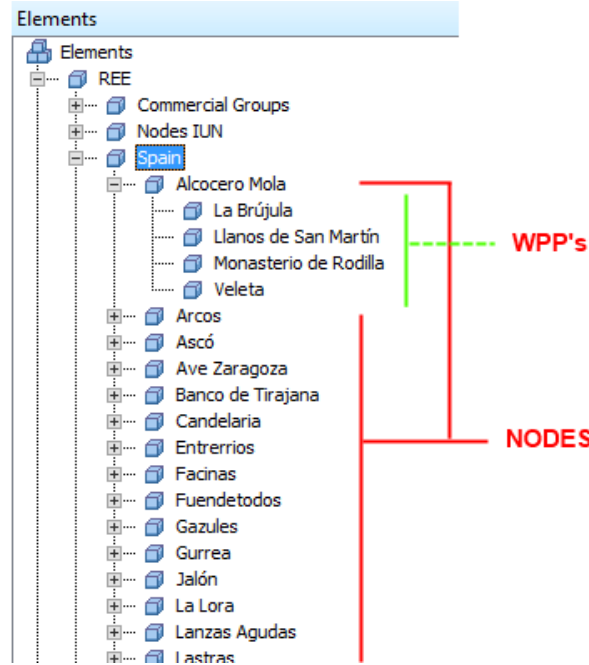 Elements
Elements
REE
Commercial Groups
Nodes IUN
Spain
Alcocero Mola
La Brújula
Llanos de San Martín
WPP's
Monasterio de Rodilla
Veleta
Arcos
Ascó
Ave Zaragoza
Banco de Tirajana
Candelaria
Entrerrios
NODES
Facinas
Fuendetodos
Gazules
Gurrea
Jalón
La Lora
Lanzas Agudas
Lastras